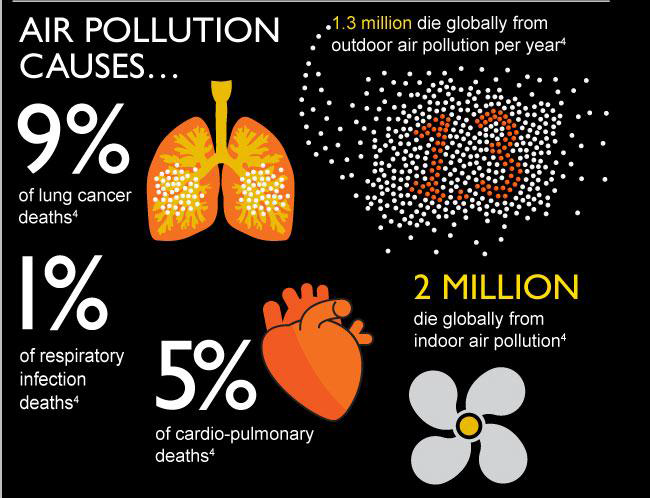 AIR POLLUTION
CAUSES…
9%
of lung cancer
deaths⁴
1%
of respiratory
infection
deaths⁴
5%
of cardio-pulmonary
deaths⁴
1.3 million die globally from
outdoor air pollution per year⁴
1.3
2 MILLION
die globally from
indoor air pollution⁴